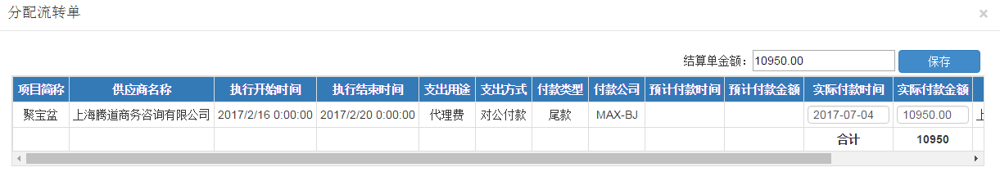 分配流转单 ×
结算单金额： 10950.00 保存
项目简称 供应商名称 执行开始时间 执行结束时间 支出用途 支出方式 付款类型 付款公司 预计付款时间 预计付款金额 实际付款时间 实际付款金额
聚宝盆 上海腾道商务咨询有限公司 2017/2/16 0:00:00 2017/2/20 0:00:00 代理费 对公付款 尾款 MAX-BJ 2017-07-04 10950.00 上
合计 10950